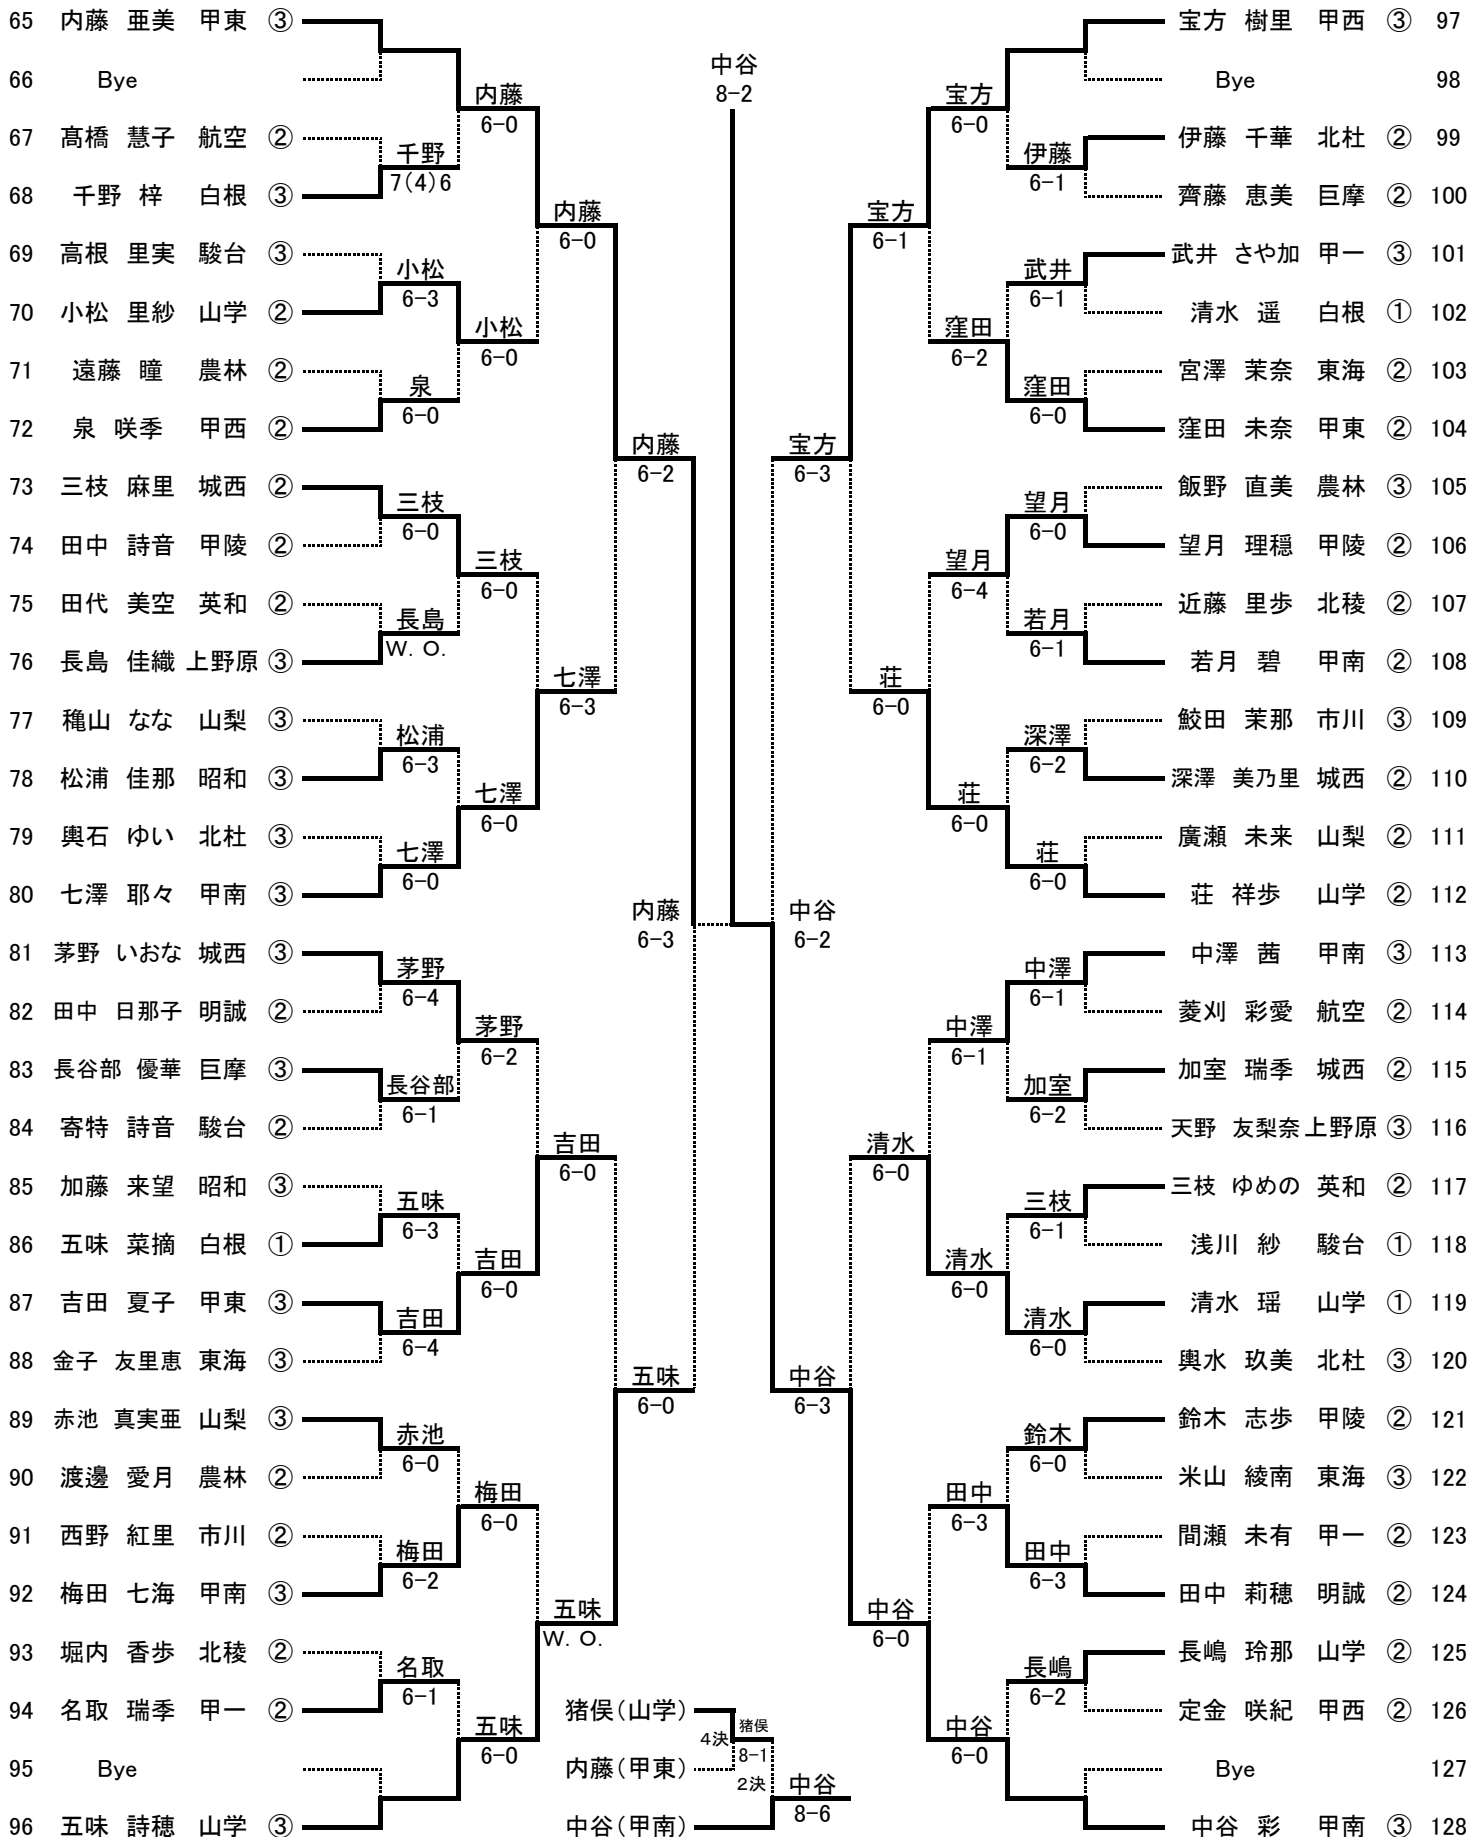 65 内藤 亜美 甲東 ③
66 Bye
67 髙橋 慧子 航空 ②
68 千野 梓 白根 ③
69 高根 里実 駿台 ③
70 小松 里紗 山学 ②
71 遠藤 瞳 農林 ②
72 泉 咲季 甲西 ②
73 三枝 麻里 城西 ②
74 田中 詩音 甲陵 ②
75 田代 美空 英和 ②
76 長島 佳織 上野原 ③
77 穐山 なな 山梨 ③
78 松浦 佳那 昭和 ③
79 輿石 ゆい 北杜 ③
80 七澤 耶々 甲南 ③
81 茅野 いおな 城西 ③
82 田中 日那子 明誠 ②
83 長谷部 優華 巨摩 ③
84 寄特 詩音 駿台 ②
85 加藤 来望 昭和 ③
86 五味 菜摘 白根 ①
87 吉田 夏子 甲東 ③
88 金子 友里恵 東海 ③
89 赤池 真実亜 山梨 ③
90 渡邊 愛月 農林 ②
91 西野 紅里 市川 ②
92 梅田 七海 甲南 ③
93 堀内 香歩 北稜 ②
94 名取 瑞季 甲一 ②
95 Bye
96 五味 詩穂 山学 ③
千野
7(4)6
小松
6-3
泉
6-0
三枝
6-0
長島
W. O.
松浦
6-3
七澤
6-0
茅野
6-4
長谷部
6-1
五味
6-3
吉田
6-4
赤池
6-0
梅田
6-2
名取
6-1
内藤
6-0
小松
6-0
三枝
6-0
七澤
6-0
茅野
6-2
吉田
6-0
梅田
6-0
五味
6-0
内藤
6-0
七澤
6-3
吉田
6-0
五味
W. O.
内藤
6-2
五味
6-0
内藤
6-3
中谷
8-2
中谷
6-2
宝方
6-3
中谷
6-3
宝方
6-1
荘
6-0
清水
6-0
中谷
6-0
宝方
6-0
窪田
6-2
望月
6-4
荘
6-0
中澤
6-1
清水
6-0
田中
6-3
中谷
6-0
伊藤
6-1
武井
6-1
窪田
6-0
望月
6-0
若月
6-1
深澤
6-2
荘
6-0
中澤
6-1
加室
6-2
三枝
6-1
清水
6-0
鈴木
6-0
田中
6-3
長嶋
6-2
宝方 樹里 甲西 ③ 97
Bye 98
伊藤 千華 北杜 ② 99
齊藤 恵美 巨摩 ② 100
武井 さや加 甲一 ③ 101
清水 遥 白根 ① 102
宮澤 茉奈 東海 ② 103
窪田 未奈 甲東 ② 104
飯野 直美 農林 ③ 105
望月 理穏 甲陵 ② 106
近藤 里歩 北稜 ② 107
若月 碧 甲南 ② 108
鮫田 茉那 市川 ③ 109
深澤 美乃里 城西 ② 110
廣瀬 未来 山梨 ② 111
荘 祥歩 山学 ② 112
中澤 茜 甲南 ③ 113
菱刈 彩愛 航空 ② 114
加室 瑞季 城西 ② 115
天野 友梨奈 上野原 ③ 116
三枝 ゆめの 英和 ② 117
浅川 紗 駿台 ① 118
清水 瑶 山学 ① 119
輿水 玖美 北杜 ③ 120
鈴木 志歩 甲陵 ② 121
米山 綾南 東海 ③ 122
間瀬 未有 甲一 ② 123
田中 莉穂 明誠 ② 124
長嶋 玲那 山学 ② 125
定金 咲紀 甲西 ② 126
Bye 127
中谷 彩 甲南 ③ 128
猪俣(山学)
4決 猪俣
8-1
内藤(甲東)
2決 中谷
8-6
中谷(甲南)